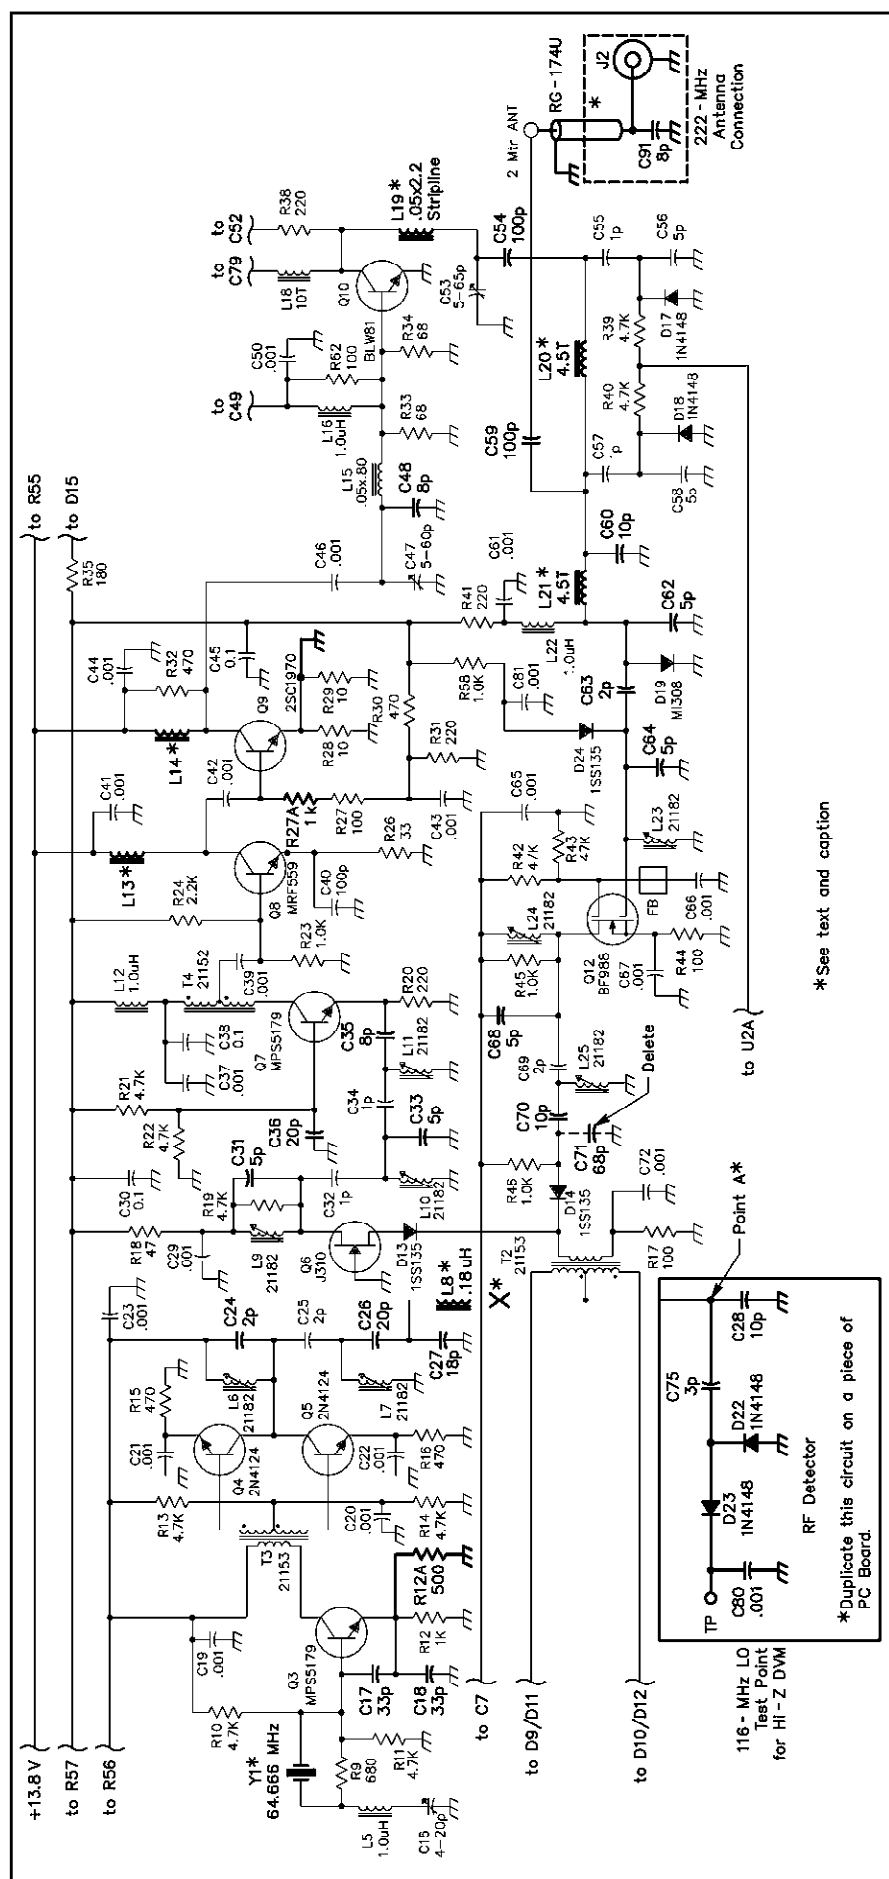 +13.8 V
to R57
to R56
to R55
to D15
R35
180
Y1*
64.666 MHz
L5
1.0uH
C16
4-20p
R9
680
R11
4.7K
R10
4.7K
C19
.001
Q3
MPS5179
C17
33p
C18
33p
R12
1K
R12A
500
T3
21153
R13
4.7K
R14
4.7K
C20
.001
C21
.001
R15
470
Q4
2N4124
Q5
2N4124
C22
.001
R16
470
L6
21182
L7
21182
C23
.001
C24
2p
C25
2p
C26
20p
C27
18p
L8*
.18uH
X*
R18
47
C29
.001
L9
21182
R19
4.7K
C30
0.1
C31
5p
Q6
J310
D13
1SS135
C32
1p
L10
21182
C33
5p
C34
1p
L11
21182
C35
8p
C36
20p
R20
220
R21
4.7K
R22
4.7K
C37
.001
C38
0.1
Q7
MPS5179
L12
1.0uH
T4
21152
C39
.001
R24
2.2K
R23
1.0K
Q8
MRF559
C40
100p
L13*
C41
.001
C42
.001
R26
33
R27A
1k
R27
100
C43
.001
L14*
C44
.001
R32
470
C45
0.1
Q9
2SC1970
R28
10
R29
10
R30
470
R31
220
C46
.001
C47
5-60p
C48
8p
L15
.05x.80
to
C49
L16
1.0uH
C50
.001
R62
100
R33
68
R34
68
Q10
BLW81
to
C79
to
C52
L18
10T
R38
220
L19*
.05x2.2
Stripline
C53
5-65p
C54
100p
C55
1p
C56
5p
R39
4.7K
D17
1N4148
R40
4.7K
D18
1N4148
C57
1p
C58
5p
L20*
4.5T
C59
100p
C60
10p
L21*
4.5T
C61
.001
R41
220
L22
1.0uH
C62
5p
R58
1.0K
C81
.001
C63
2p
D19
MI308
D24
1SS135
C64
5p
L23
21182
C65
.001
R42
47K
R43
47K
FB
C66
.001
L24
21182
R45
1.0K
Q12
BF988
C67
.001
R44
100
C68
5p
C69
2p
L25
21182
Delete
C70
10p
C71
68p
R46
1.0K
D14
1SS135
T2
21153
C72
.001
R17
100
to C7
to D9/D11
to D10/D12
to U2A
2 Mtr ANT
RG-174U
*
J2
C91
8p
222-MHz
Antenna
Connection
*See text and caption
Point A*
C75
3p
C28
10p
D22
1N4148
D23
1N4148
TP
C80
.001
RF Detector
*Duplicate this circuit on a piece of
PC Board.
116-MHz LO
Test Point
for Hi-Z DVM